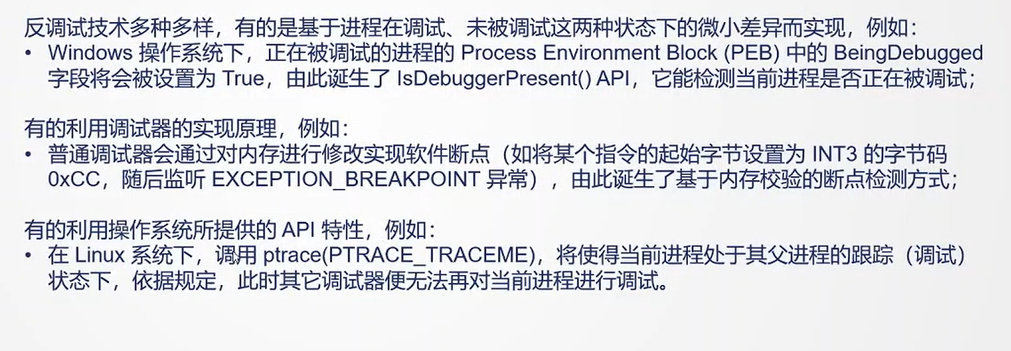 反调试技术多种多样，有的是基于进程在调试、未被调试这两种状态下的微小差异而实现，例如：
• Windows 操作系统下，正在被调试的进程的 Process Environment Block (PEB) 中的 BeingDebugged
字段将会被设置为 True，由此诞生了 IsDebuggerPresent() API，它能检测当前进程是否正在被调试；
有的利用调试器的实现原理，例如：
• 普通调试器会通过对内存进行修改实现软件断点（如将某个指令的起始字节设置为 INT3 的字节码
0xCC，随后监听 EXCEPTION_BREAKPOINT 异常），由此诞生了基于内存校验的断点检测方式；
有的利用操作系统所提供的 API 特性，例如：
• 在 Linux 系统下，调用 ptrace(PTRACE_TRACEME)，将使得当前进程处于其父进程的跟踪（调试）
状态下，依据规定，此时其它调试器便无法再对当前进程进行调试。